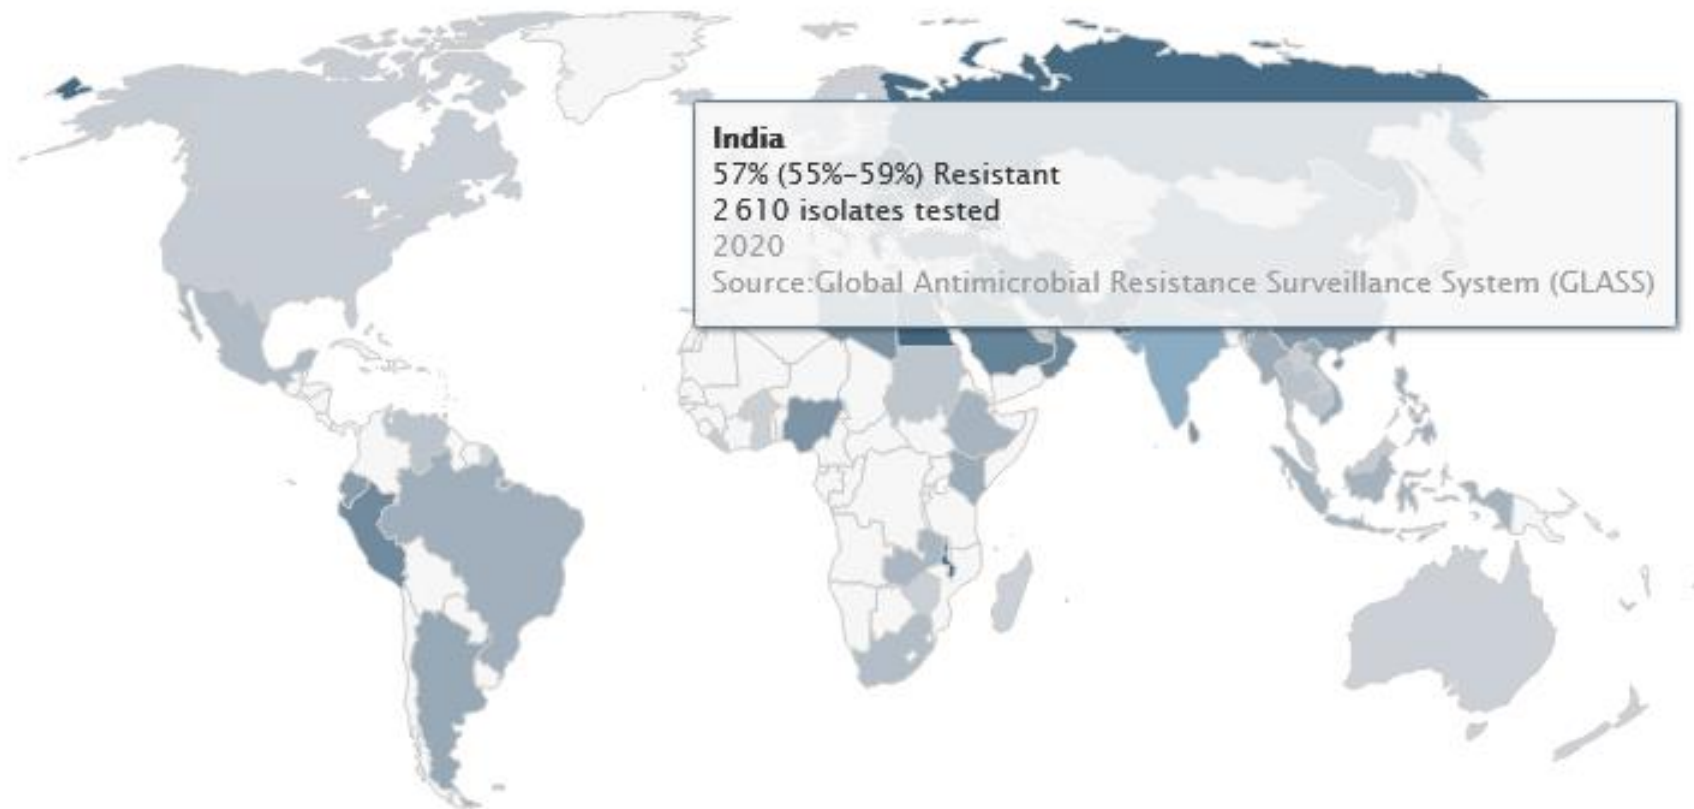 India
57% (55%–59%) Resistant
2 610 isolates tested
2020
Source:Global Antimicrobial Resistance Surveillance System (GLASS)